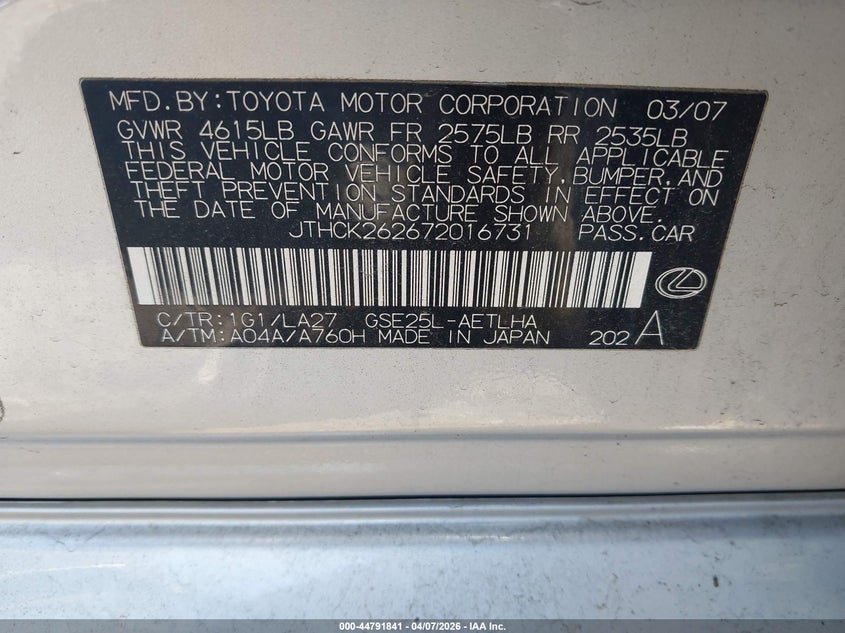 MFD. BY: TOYOTA MOTOR CORPORATION 03/07
GVWR 4615LB GAWR FR 2575LB RR 2535LB
THIS VEHICLE CONFORMS TO ALL APPLICABLE
FEDERAL MOTOR VEHICLE SAFETY, BUMPER, AND
THEFT PREVENTION STANDARDS IN EFFECT ON
THE DATE OF MANUFACTURE SHOWN ABOVE.
JTHCK262672016731 PASS. CAR
C/TR: 1G1/LA27 GSE25L-AETLHA
A/TM: A04A/A760H MADE IN JAPAN 202 A
000-44791841 04/07/2026 - IAA Inc.